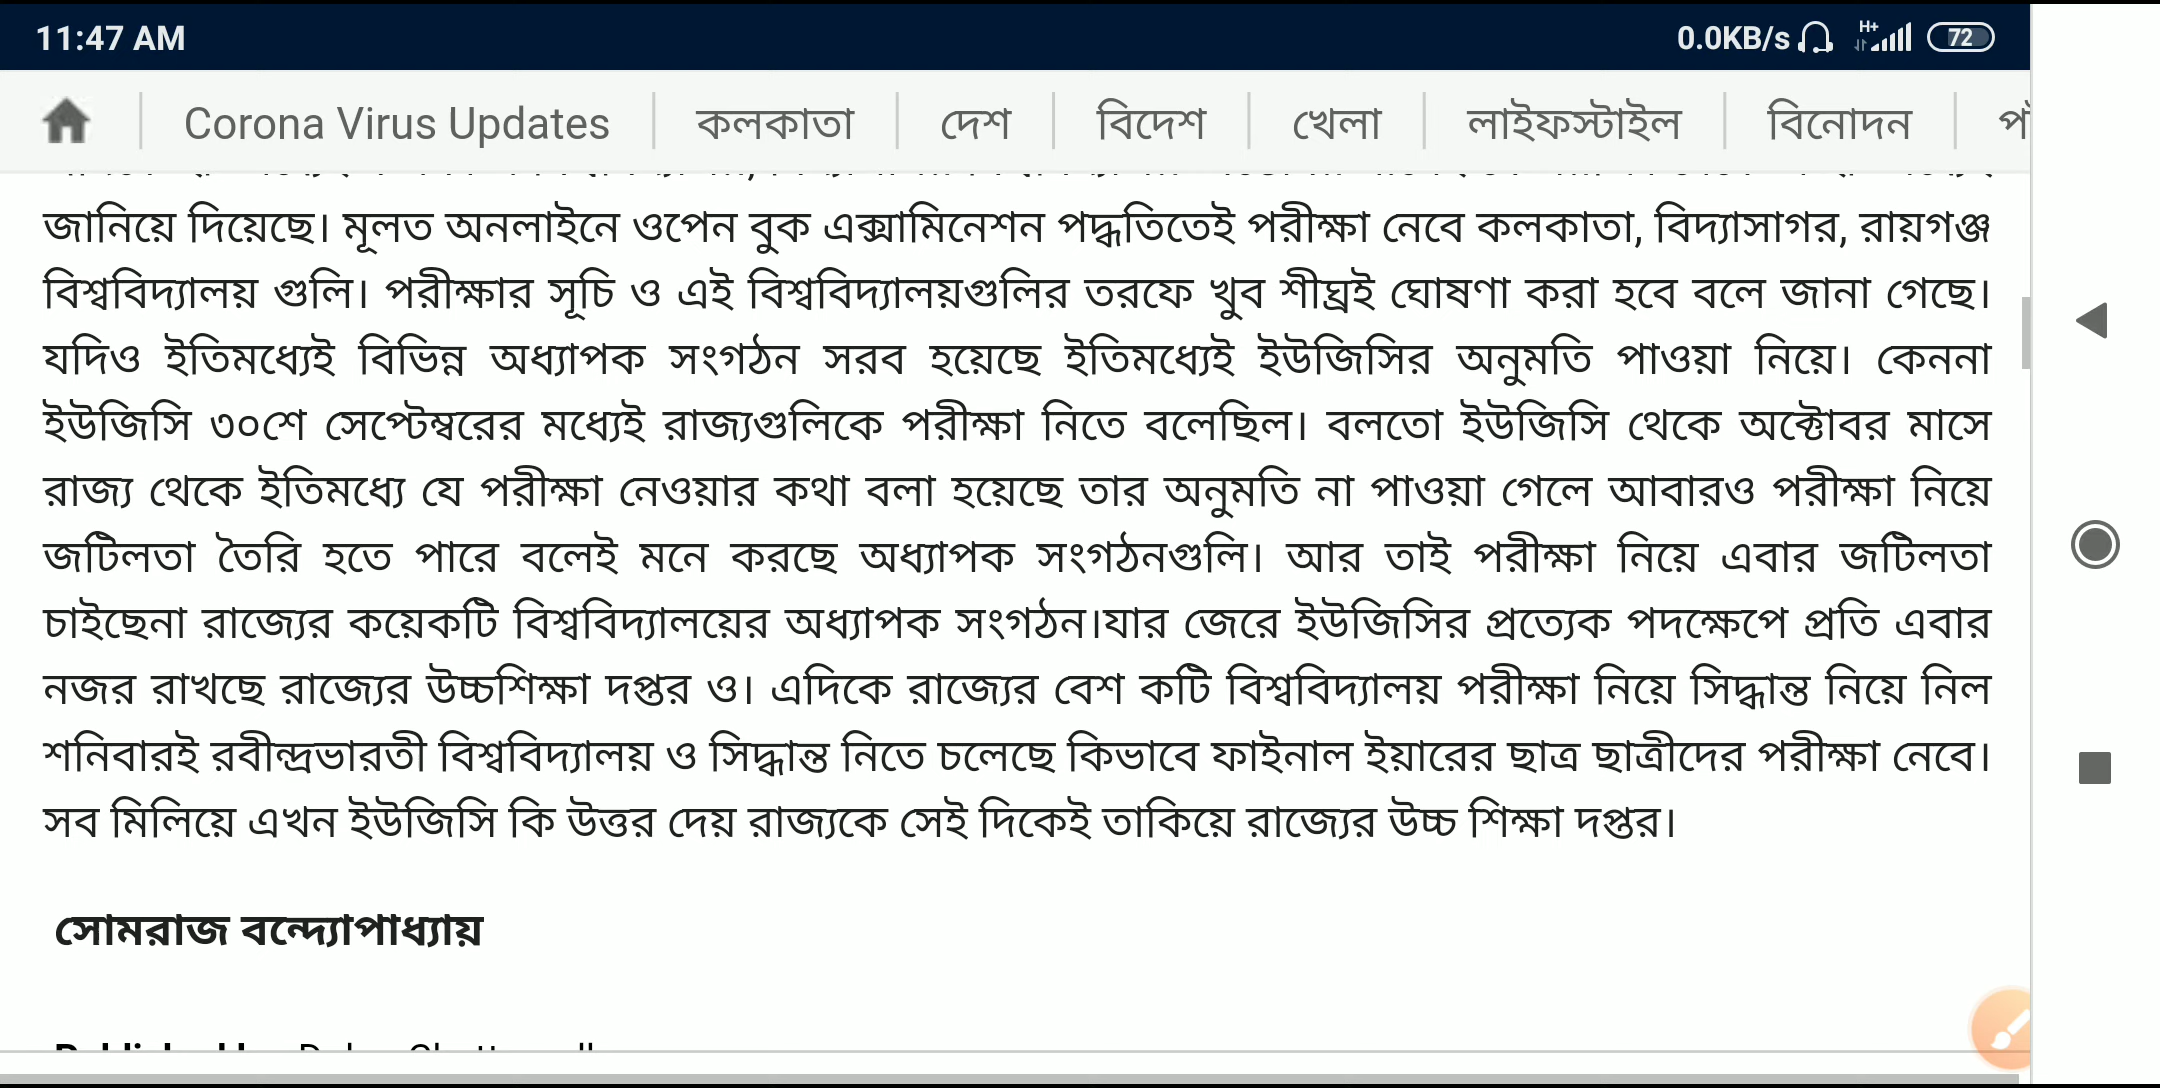 11:47 AM 0.0KB/s H+ 72
Corona Virus Updates কলকাতা দেশ বিদেশ খেলা লাইফস্টাইল বিনোদন
জানিয়ে দিয়েছে। মূলত অনলাইনে ওপেন বুক এক্সামিনেশন পদ্ধতিতেই পরীক্ষা নেবে কলকাতা, বিদ্যাসাগর, রায়গঞ্জ
বিশ্ববিদ্যালয় গুলি। পরীক্ষার সূচি ও এই বিশ্ববিদ্যালয়গুলির তরফে খুব শীঘ্রই ঘোষণা করা হবে বলে জানা গেছে।
যদিও ইতিমধ্যেই বিভিন্ন অধ্যাপক সংগঠন সরব হয়েছে ইতিমধ্যেই ইউজিসির অনুমতি পাওয়া নিয়ে। কেননা
ইউজিসি ৩০শে সেপ্টেম্বরের মধ্যেই রাজ্যগুলিকে পরীক্ষা নিতে বলেছিল। বলতো ইউজিসি থেকে অক্টোবর মাসে
রাজ্য থেকে ইতিমধ্যে যে পরীক্ষা নেওয়ার কথা বলা হয়েছে তার অনুমতি না পাওয়া গেলে আবারও পরীক্ষা নিয়ে
জটিলতা তৈরি হতে পারে বলেই মনে করছে অধ্যাপক সংগঠনগুলি। আর তাই পরীক্ষা নিয়ে এবার জটিলতা
চাইছেনা রাজ্যের কয়েকটি বিশ্ববিদ্যালয়ের অধ্যাপক সংগঠন।যার জেরে ইউজিসির প্রত্যেক পদক্ষেপে প্রতি এবার
নজর রাখছে রাজ্যের উচ্চশিক্ষা দপ্তর ও। এদিকে রাজ্যের বেশ কটি বিশ্ববিদ্যালয় পরীক্ষা নিয়ে সিদ্ধান্ত নিয়ে নিল
শনিবারই রবীন্দ্রভারতী বিশ্ববিদ্যালয় ও সিদ্ধান্ত নিতে চলেছে কিভাবে ফাইনাল ইয়ারের ছাত্র ছাত্রীদের পরীক্ষা নেবে।
সব মিলিয়ে এখন ইউজিসি কি উত্তর দেয় রাজ্যকে সেই দিকেই তাকিয়ে রাজ্যের উচ্চ শিক্ষা দপ্তর।
সোমরাজ বন্দ্যোপাধ্যায়